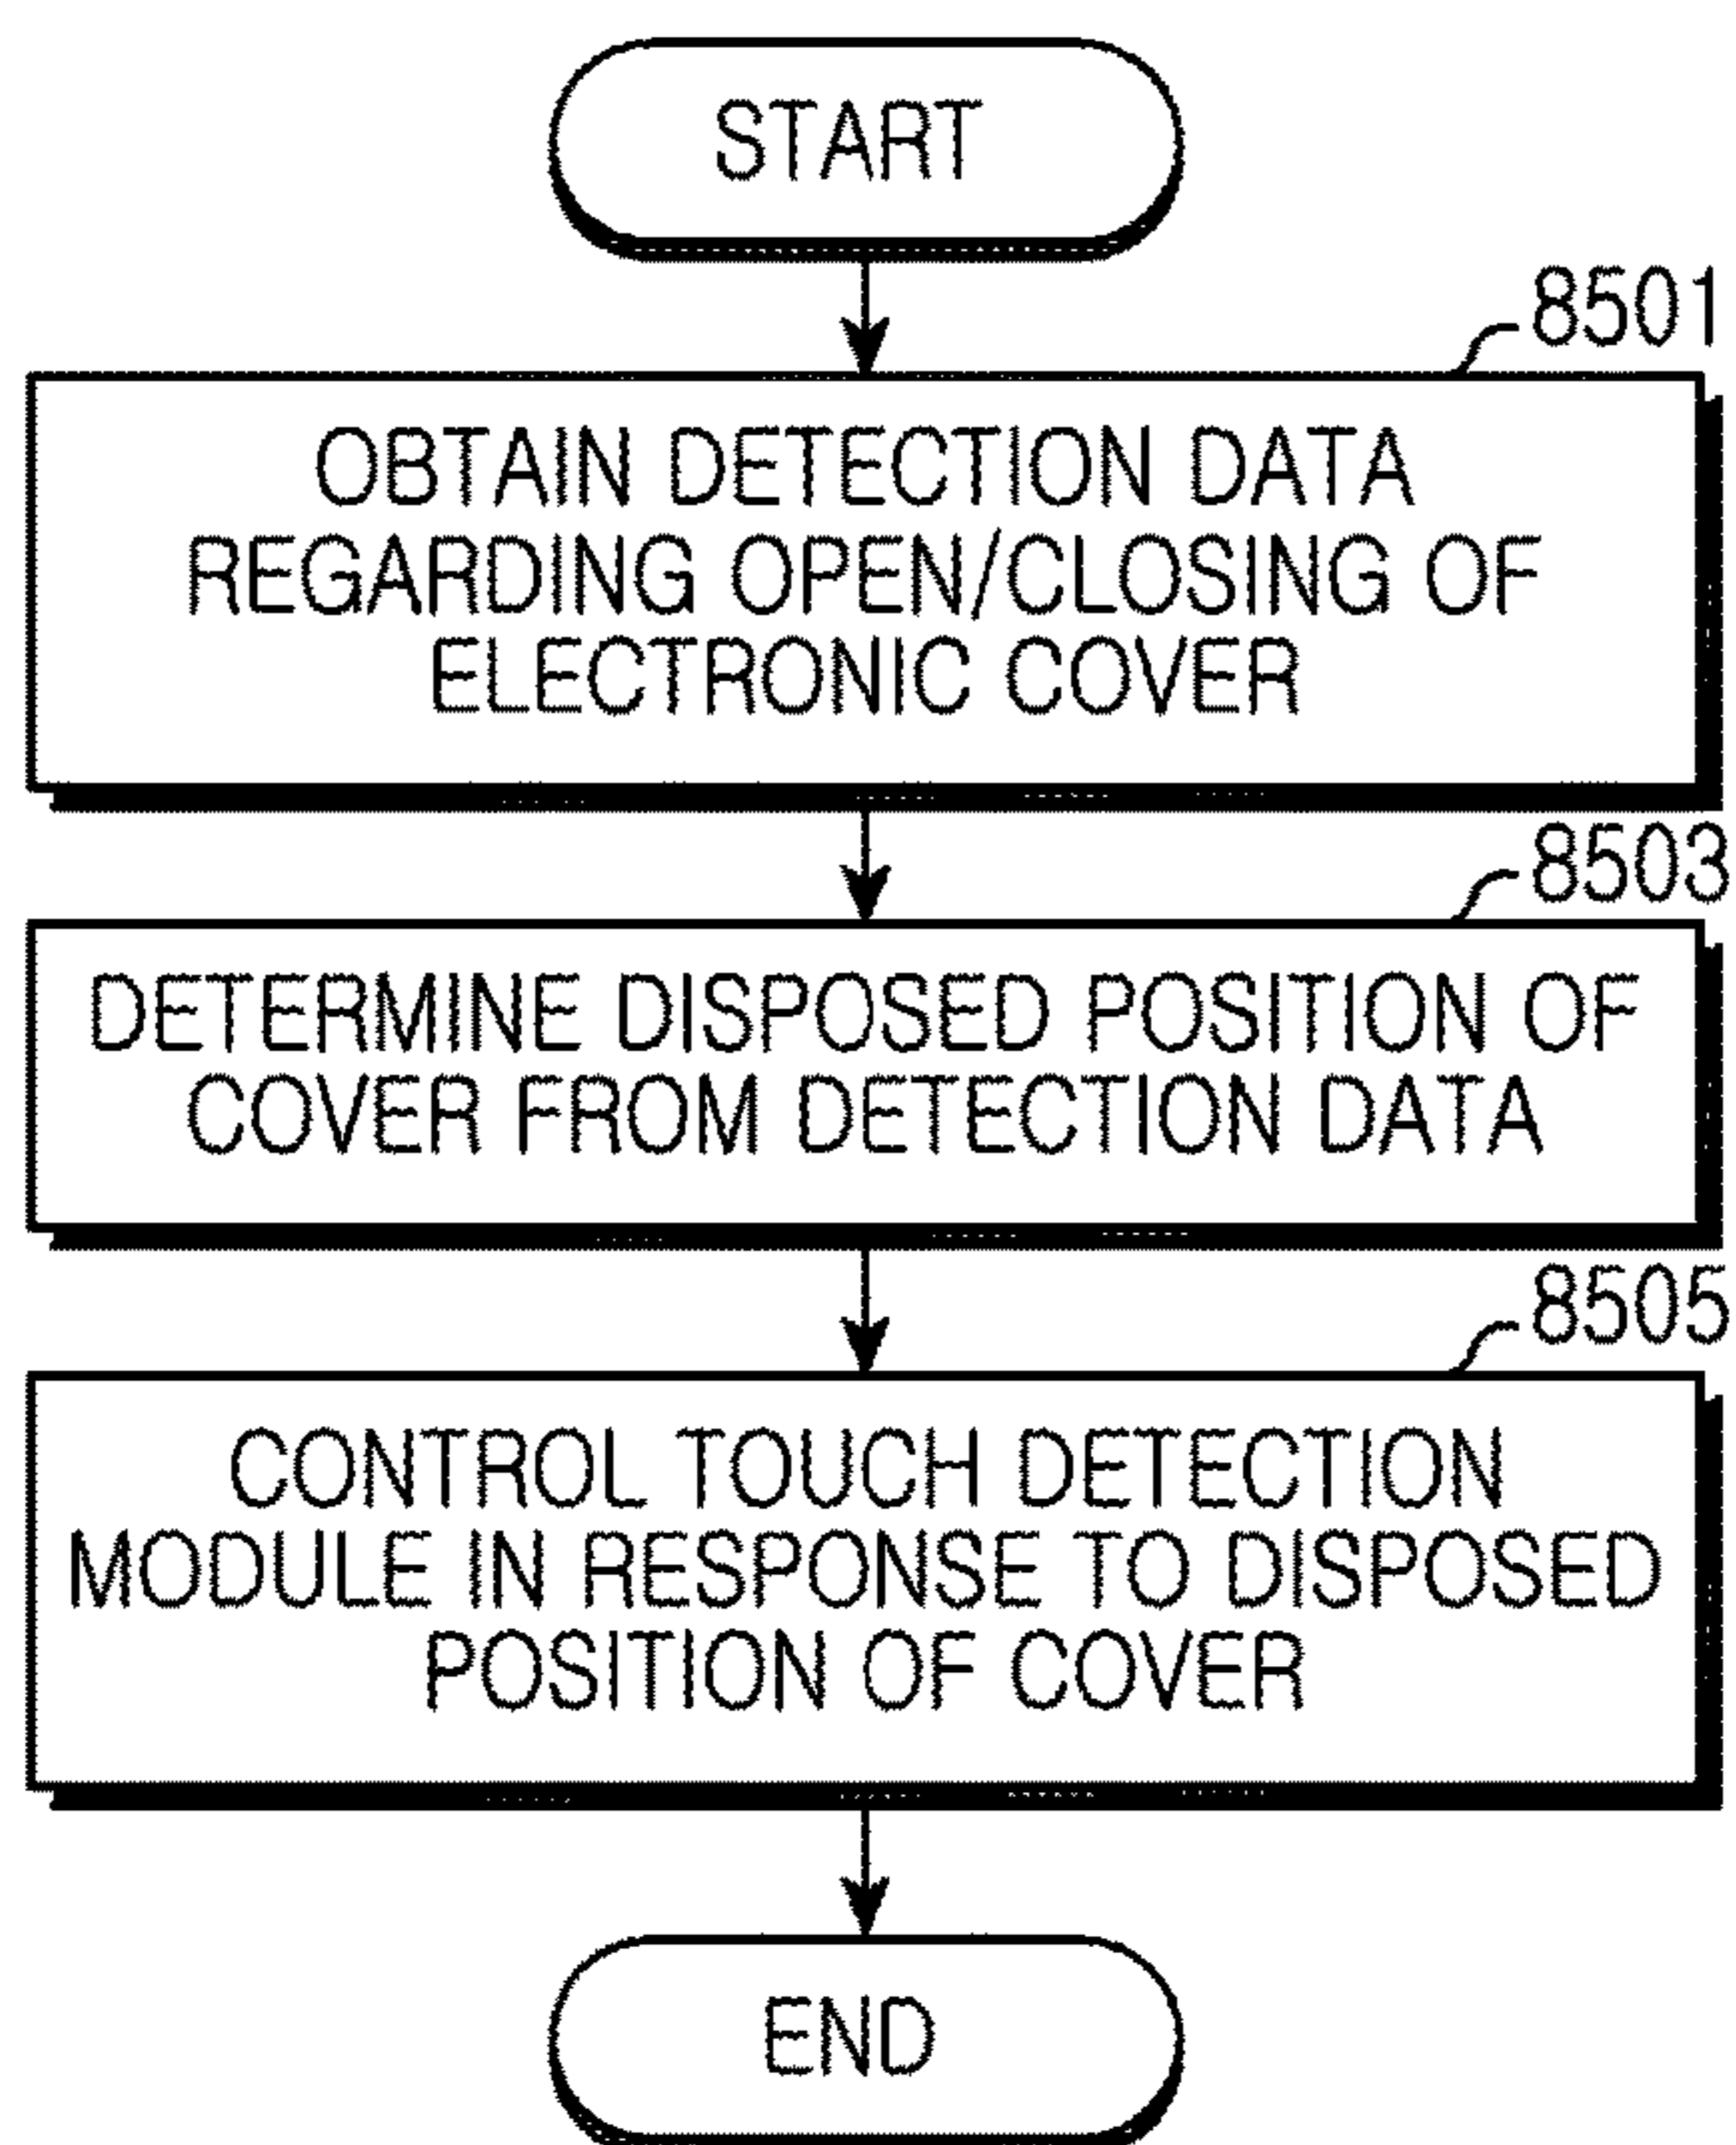 START
8501
OBTAIN DETECTION DATA
REGARDING OPEN/CLOSING OF
ELECTRONIC COVER
8503
DETERMINE DISPOSED POSITION OF
COVER FROM DETECTION DATA
8505
CONTROL TOUCH DETECTION
MODULE IN RESPONSE TO DISPOSED
POSITION OF COVER
END